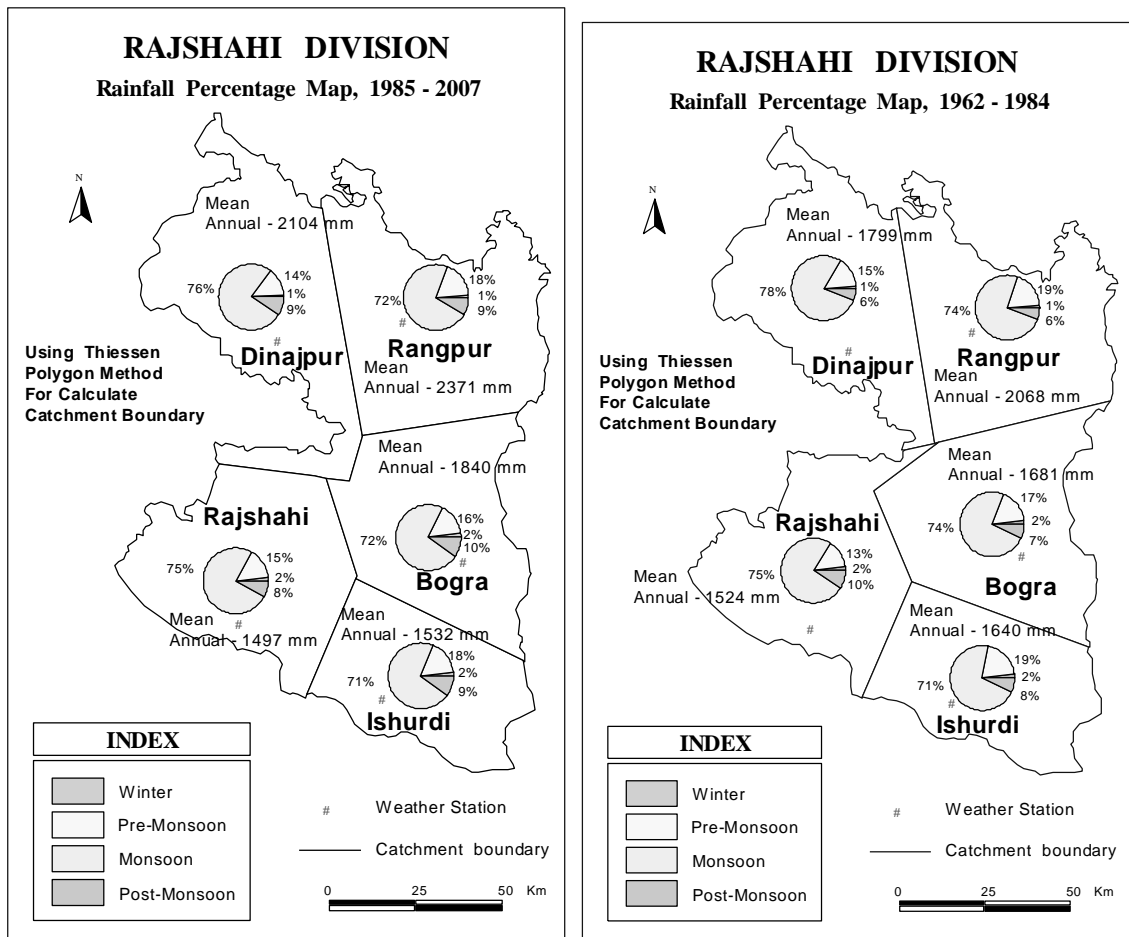 RAJSHAHI DIVISION
Rainfall Percentage Map, 1985 - 2007
N
Mean
Annual - 2104 mm
14%
76%
1%
9%
#
Dinajpur
18%
72%
1%
9%
#
Rangpur
Mean
Annual - 2371 mm
Using Thiessen
Polygon Method
For Calculate
Catchment Boundary
Mean
Annual - 1840 mm
16%
72%
2%
10%
#
Bogra
Rajshahi
15%
75%
2%
8%
Mean
#
Annual - 1497 mm
Mean
Annual - 1532 mm
18%
71%
2%
9%
#
Ishurdi
INDEX
Winter
Pre-Monsoon
Monsoon
Post-Monsoon
# Weather Station
Catchment boundary
0 25 50 Km
RAJSHAHI DIVISION
Rainfall Percentage Map, 1962 - 1984
N
Mean
Annual - 1799 mm
15%
78%
1%
6%
#
Dinajpur
19%
74%
1%
6%
#
Rangpur
Mean
Annual - 2068 mm
Using Thiessen
Polygon Method
For Calculate
Catchment Boundary
Mean
Annual - 1681 mm
17%
74%
2%
7%
#
Bogra
Rajshahi
13%
75%
2%
10%
Mean
Annual - 1524 mm
#
Mean
Annual - 1640 mm
19%
71%
2%
8%
#
Ishurdi
INDEX
Winter
Pre-Monsoon
Monsoon
Post-Monsoon
# Weather Station
Catchment boundary
0 25 50 Km